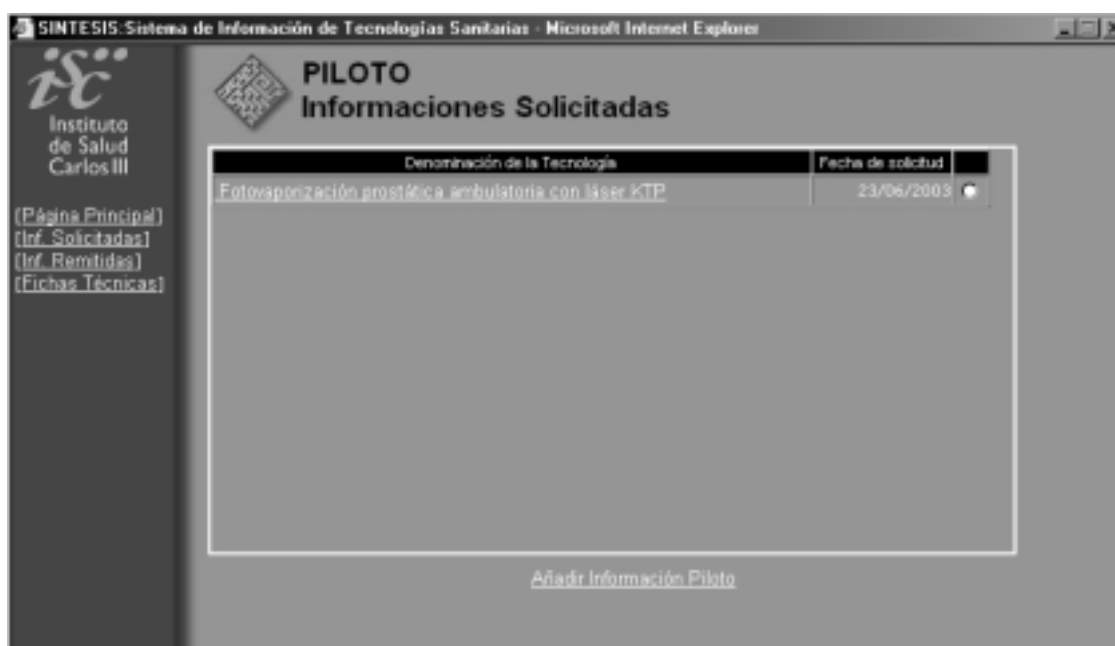 SINTESIS:Sistema de Información de Tecnologías Sanitarias - Microsoft Internet Explorer
isc
Instituto
de Salud
Carlos III
[Página Principal]
[Inf. Solicitadas]
[Inf. Remitidas]
[Fichas Técnicas]
PILOTO
Informaciones Solicitadas
Denominación de la Tecnología Fecha de solicitud
Fotovaporización prostática ambulatoria con láser KTP 23/06/2003
Añadir Información Piloto